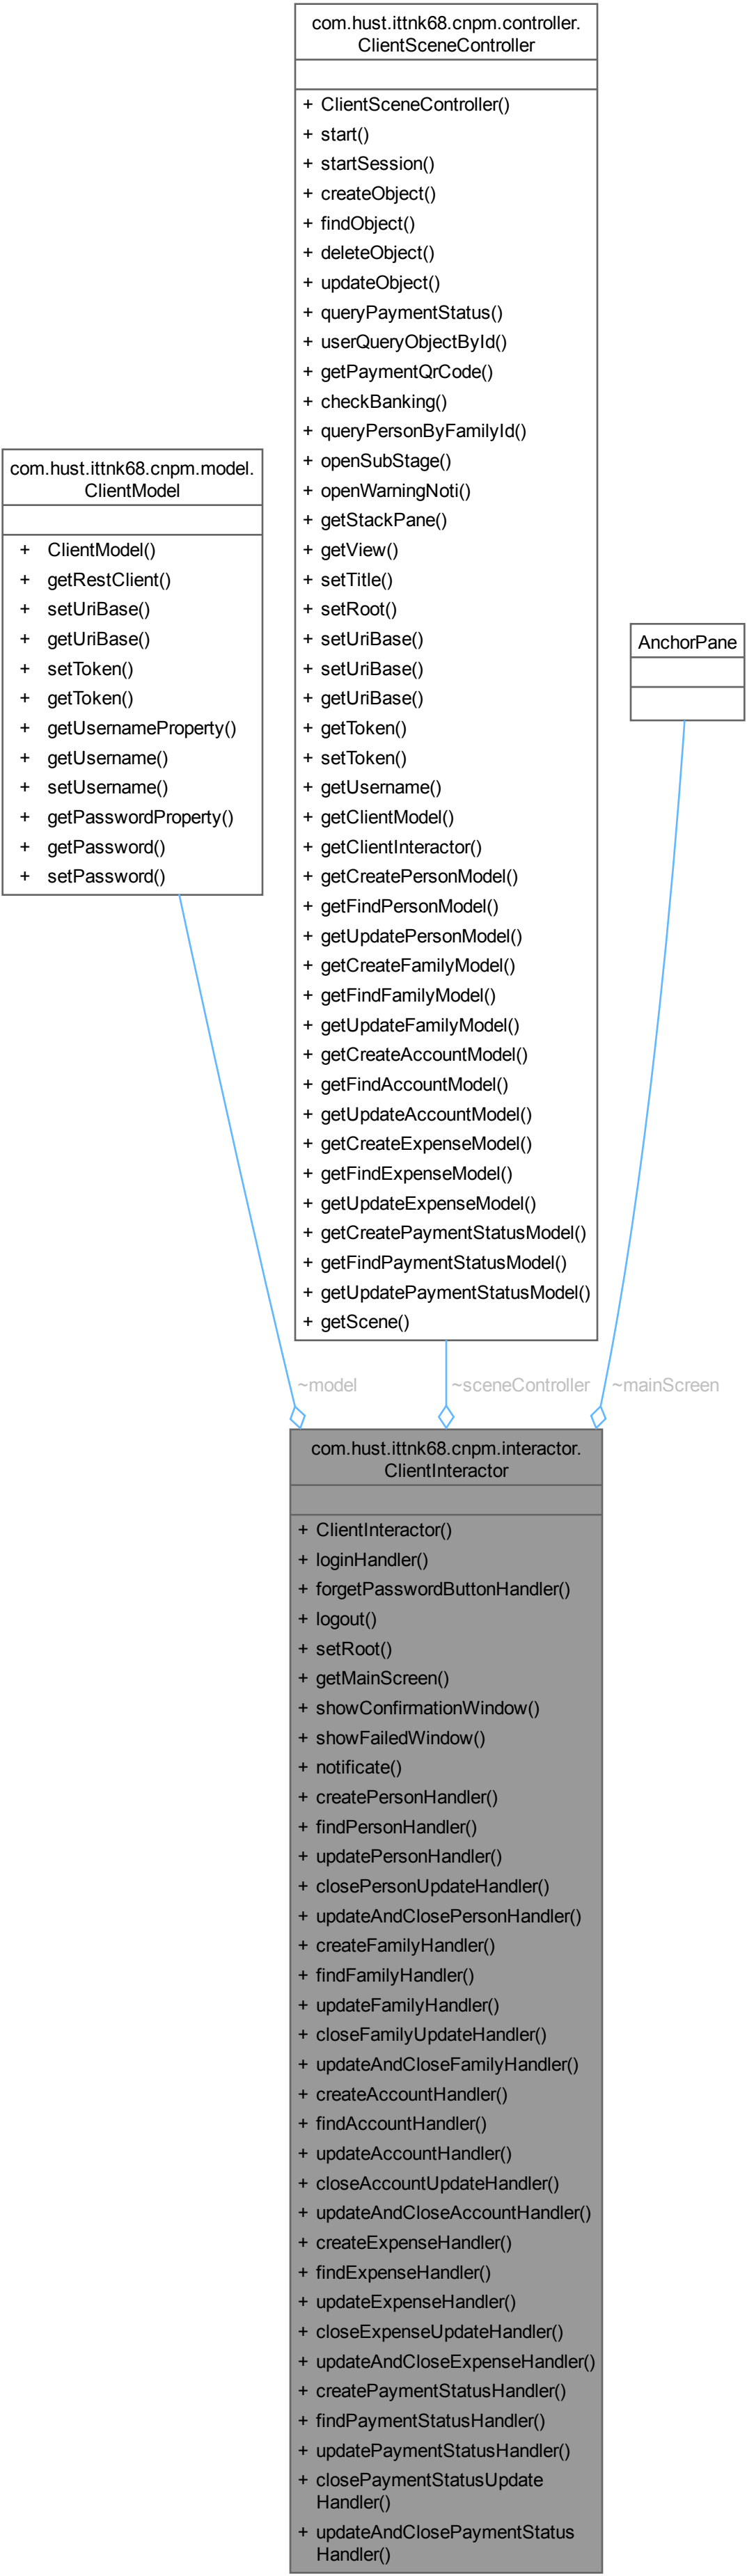 com.hust.ittnk68.cnpm.controller.
ClientSceneController
+ ClientSceneController()
+ start()
+ startSession()
+ createObject()
+ findObject()
+ deleteObject()
+ updateObject()
+ queryPaymentStatus()
+ userQueryObjectById()
+ getPaymentQrCode()
+ checkBanking()
+ queryPersonByFamilyId()
+ openSubStage()
+ openWarningNoti()
+ getStackPane()
+ getView()
+ setTitle()
+ setRoot()
+ setUriBase()
+ setUriBase()
+ getUriBase()
+ getToken()
+ setToken()
+ getUsername()
+ getClientModel()
+ getClientInteractor()
+ getCreatePersonModel()
+ getFindPersonModel()
+ getUpdatePersonModel()
+ getCreateFamilyModel()
+ getFindFamilyModel()
+ getUpdateFamilyModel()
+ getCreateAccountModel()
+ getFindAccountModel()
+ getUpdateAccountModel()
+ getCreateExpenseModel()
+ getFindExpenseModel()
+ getUpdateExpenseModel()
+ getCreatePaymentStatusModel()
+ getFindPaymentStatusModel()
+ getUpdatePaymentStatusModel()
+ getScene()
com.hust.ittnk68.cnpm.model.
ClientModel
+ ClientModel()
+ getRestClient()
+ setUriBase()
+ getUriBase()
+ setToken()
+ getToken()
+ getUsernameProperty()
+ getUsername()
+ setUsername()
+ getPasswordProperty()
+ getPassword()
+ setPassword()
AnchorPane
~model
~sceneController
~mainScreen
com.hust.ittnk68.cnpm.interactor.
ClientInteractor
+ ClientInteractor()
+ loginHandler()
+ forgetPasswordButtonHandler()
+ logout()
+ setRoot()
+ getMainScreen()
+ showConfirmationWindow()
+ showFailedWindow()
+ notificate()
+ createPersonHandler()
+ findPersonHandler()
+ updatePersonHandler()
+ closePersonUpdateHandler()
+ updateAndClosePersonHandler()
+ createFamilyHandler()
+ findFamilyHandler()
+ updateFamilyHandler()
+ closeFamilyUpdateHandler()
+ updateAndCloseFamilyHandler()
+ createAccountHandler()
+ findAccountHandler()
+ updateAccountHandler()
+ closeAccountUpdateHandler()
+ updateAndCloseAccountHandler()
+ createExpenseHandler()
+ findExpenseHandler()
+ updateExpenseHandler()
+ closeExpenseUpdateHandler()
+ updateAndCloseExpenseHandler()
+ createPaymentStatusHandler()
+ findPaymentStatusHandler()
+ updatePaymentStatusHandler()
+ closePaymentStatusUpdate
Handler()
+ updateAndClosePaymentStatus
Handler()